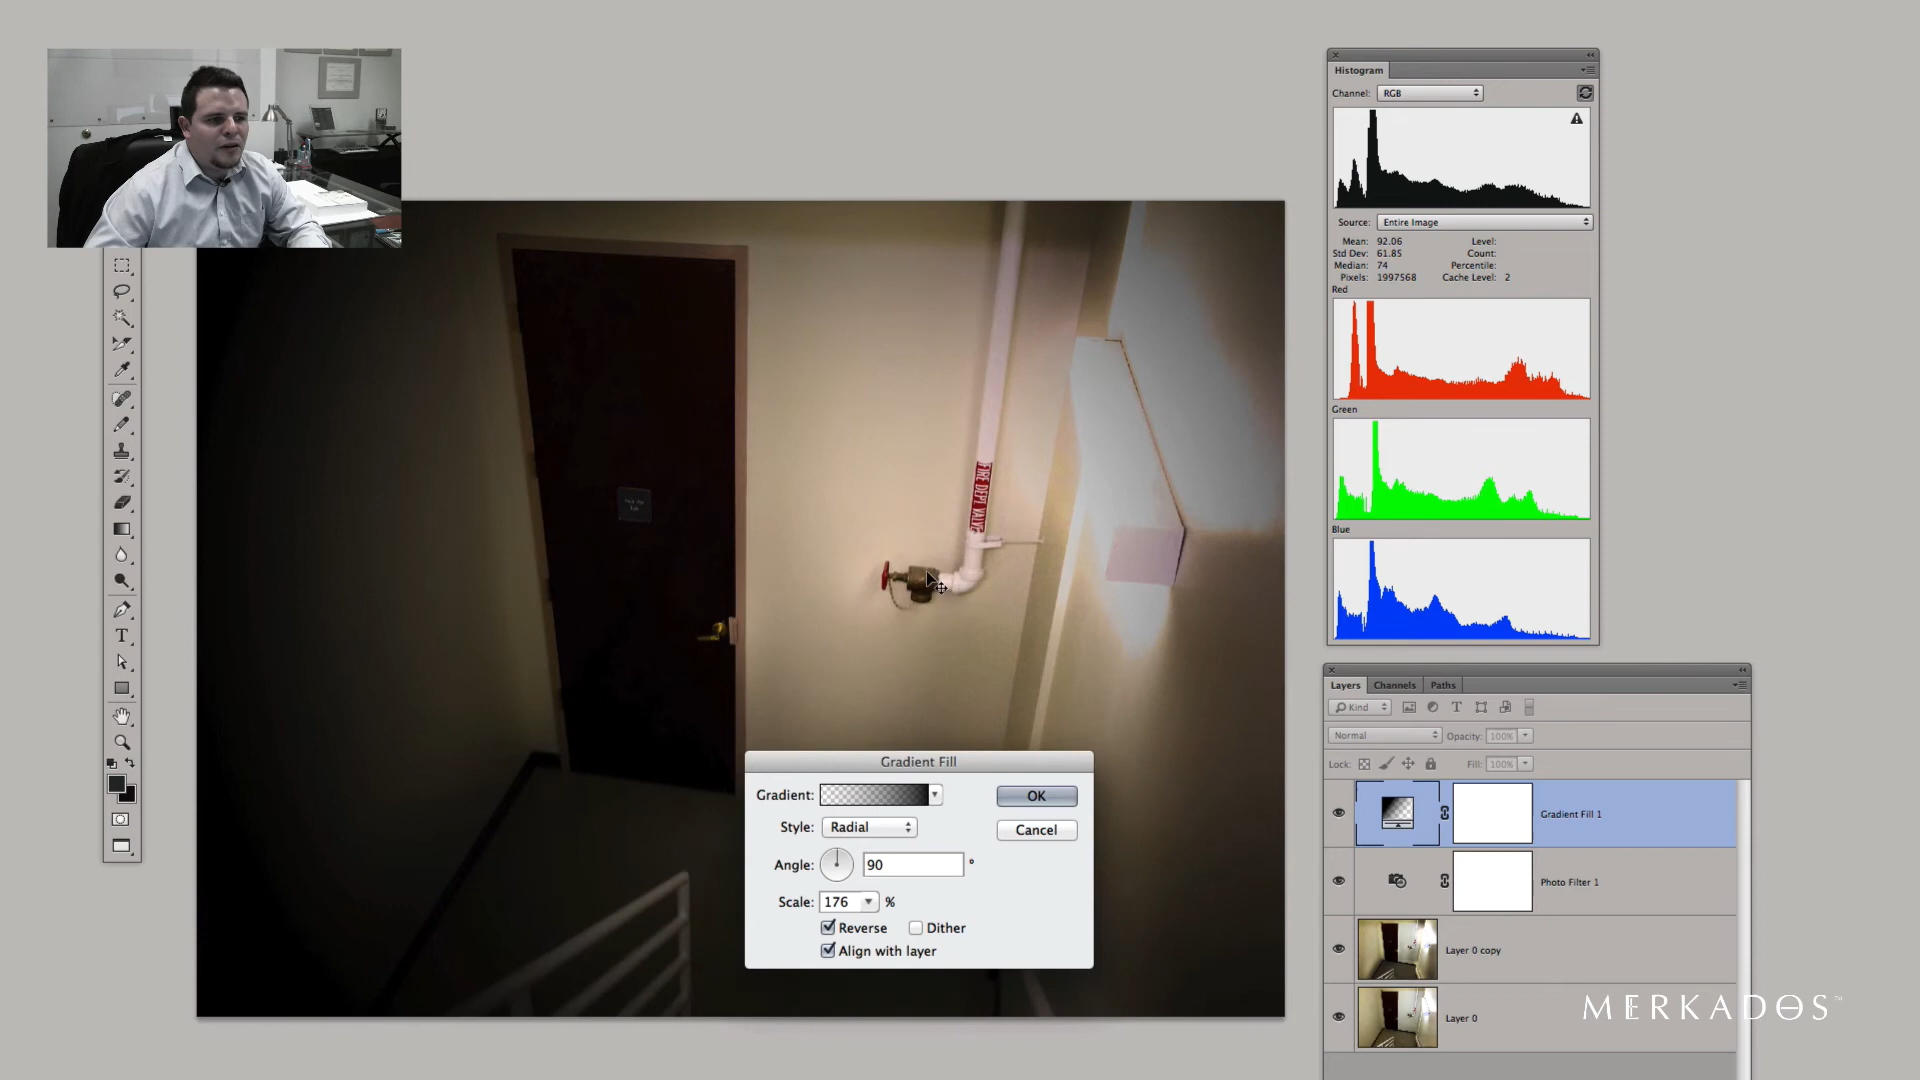 Histogram
Channel: RGB
Source: Entire Image
Mean: 92.06 Level:
Std Dev: 61.85 Count:
Median: 74 Percentile:
Pixels: 1997568 Cache Level: 2
Red
Green
Blue
FIRE DEPT VALVE
Gradient Fill
Gradient:
OK
Style: Radial
Cancel
Angle: 90 °
Scale: 176 %
Reverse Dither
Align with layer
Layers Channels Paths
Kind
Normal Opacity: 100%
Lock: Fill: 100%
Gradient Fill 1
Photo Filter 1
Layer 0 copy
Layer 0
MERKADOS™